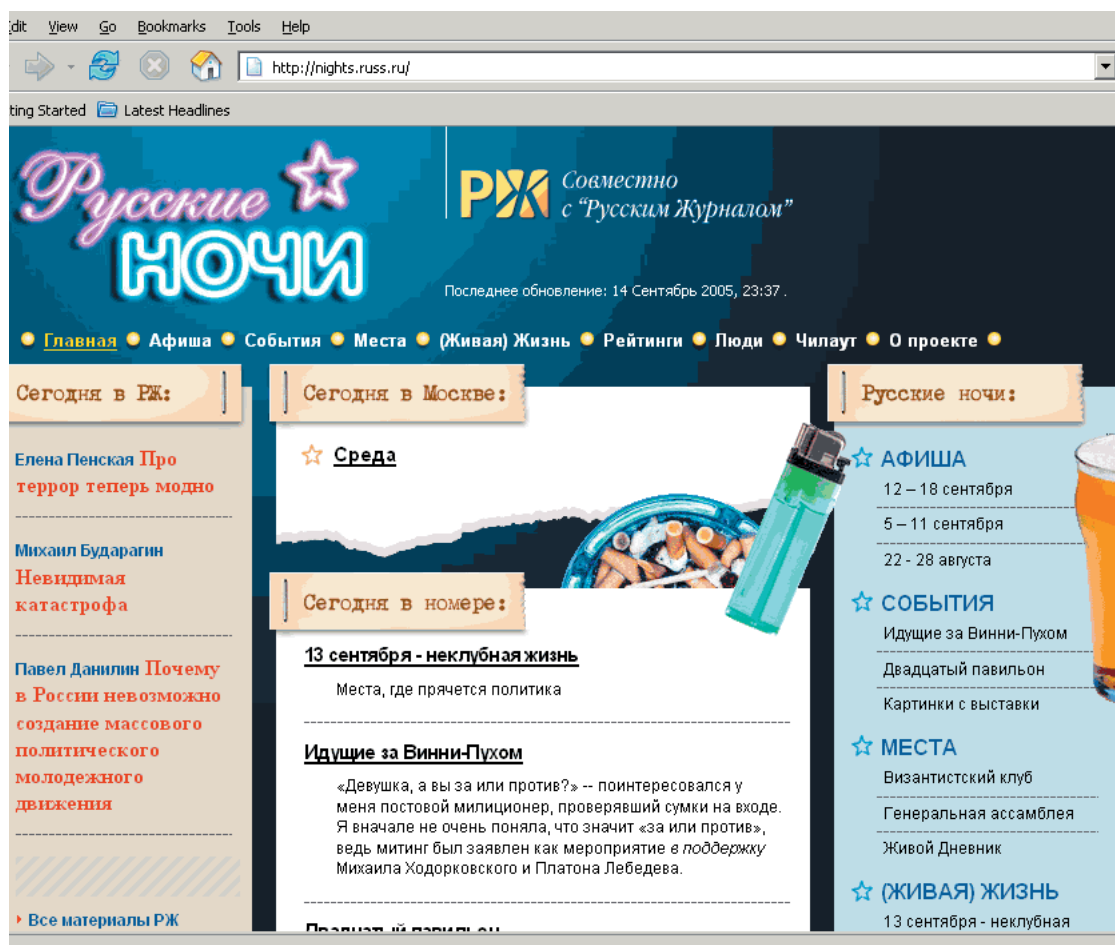 dit View Go Bookmarks Tools Help
http://nights.russ.ru/
ting Started Latest Headlines
Русские
НОЧИ
РЖ Совместно
с “Русским Журналом”
Последнее обновление: 14 Сентябрь 2005, 23:37 .
Главная Афиша События Места (Живая) Жизнь Рейтинги Люди Чилаут О проекте
Сегодня в РЖ:
Елена Пенская Про
террор теперь модно
Михаил Бударагин
Невидимая
катастрофа
Павел Данилин Почему
в России невозможно
создание массового
политического
молодежного
движения
Все материалы РЖ
Сегодня в Москве:
Среда
Сегодня в номере:
13 сентября - неклубная жизнь
Места, где прячется политика
Идущие за Винни-Пухом
«Девушка, а вы за или против?» -- поинтересовался у
меня постовой милиционер, проверявший сумки на входе.
Я вначале не очень поняла, что значит «за или против»,
ведь митинг был заявлен как мероприятие в поддержку
Михаила Ходорковского и Платона Лебедева.
Двадцатый павильон
Русские ночи:
АФИША
12 – 18 сентября
5 – 11 сентября
22 - 28 августа
СОБЫТИЯ
Идущие за Винни-Пухом
Двадцатый павильон
Картинки с выставки
МЕСТА
Византистский клуб
Генеральная ассамблея
Живой Дневник
(ЖИВАЯ) ЖИЗНЬ
13 сентября - неклубная